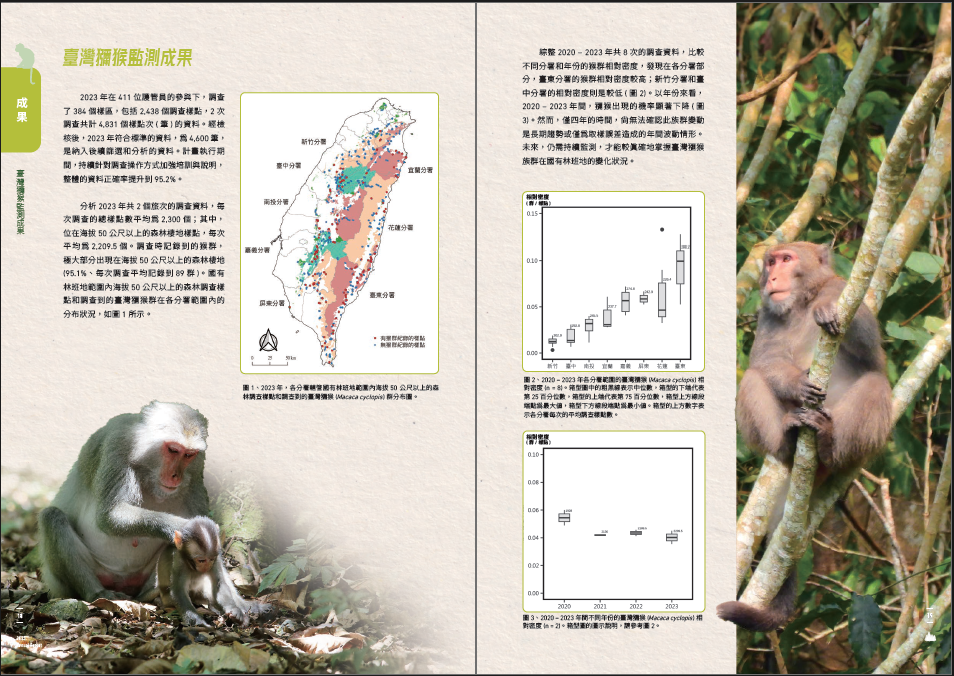 成果
臺灣獼猴監測成果
臺灣獼猴監測成果
2023 年在 411 位護管員的參與下，調查
了 384 個樣區，包括 2,438 個調查樣點，2 次
調查共計 4,831 個樣點次（筆）的資料。經檢
核後，2023 年符合標準的資料，為 4,600 筆，
是納入後續篩選和分析的資料。計畫執行期
間，持續針對調查操作方式加強培訓與說明，
整體的資料正確率提升到 95.2%。
分析 2023 年共 2 個旅次的調查資料，每
次調查的總樣點數平均為 2,300 個；其中，
位在海拔 50 公尺以上的森林棲地樣點，每次
平均為 2,209.5 個。調查時記錄到的猴群，
極大部分出現在海拔 50 公尺以上的森林棲地
(95.1%、每次調查平均記錄到 89 群)。國有
林班地範圍內海拔 50 公尺以上的森林調查樣
點和調查到的臺灣獼猴群在各分署範圍內的
分布狀況，如圖 1 所示。
新竹分署
臺中分署
宜蘭分署
南投分署
花蓮分署
嘉義分署
臺東分署
屏東分署
有猴群紀錄的樣點
無猴群紀錄的樣點
0 25 50 km
圖 1、2023 年，各分署轄管國有林班地範圍內海拔 50 公尺以上的森
林調查樣點和調查到的臺灣獼猴 (Macaca cyclopis) 群分布圖。
綜整 2020 – 2023 年共 8 次的調查資料，比較
不同分署和年份的猴群相對密度，發現在各分署部
分，臺東分署的猴群相對密度較高；新竹分署和臺
中分署的相對密度則是較低 ( 圖 2)。以年份來看，
2020 – 2023 年間，獼猴出現的機率顯著下降 ( 圖
3)。然而，僅四年的時間，尚無法確認此族群變動
是長期趨勢或僅為取樣誤差造成的年間波動情形。
未來，仍需持續監測，才能較真確地掌握臺灣獼猴
族群在國有林班地的變化狀況。
相對密度
(群 / 樣點)
0.15
0.10
0.05
0.00
新竹 臺中 南投 宜蘭 嘉義 屏東 花蓮 臺東
圖 2、2020 – 2023 年各分署範圍的臺灣獼猴 (Macaca cyclopis) 相
對密度 (n = 8)。箱型圖中的粗黑線表示中位數，箱型的下端代表
第 25 百分位數，箱型的上端代表第 75 百分位數，箱型上方線段
端點為最大值，箱型下方線段端點為最小值。箱型的上方數字表
示各分署每次的平均調查樣點數。
相對密度
(群 / 樣點)
0.10
0.08
0.06
0.04
0.02
0.00
2020 2021 2022 2023
圖 3、2020 – 2023 年間不同年份的臺灣獼猴 (Macaca cyclopis) 相
對密度 (n = 2)。箱型圖的圖示說明，請參考圖 2。